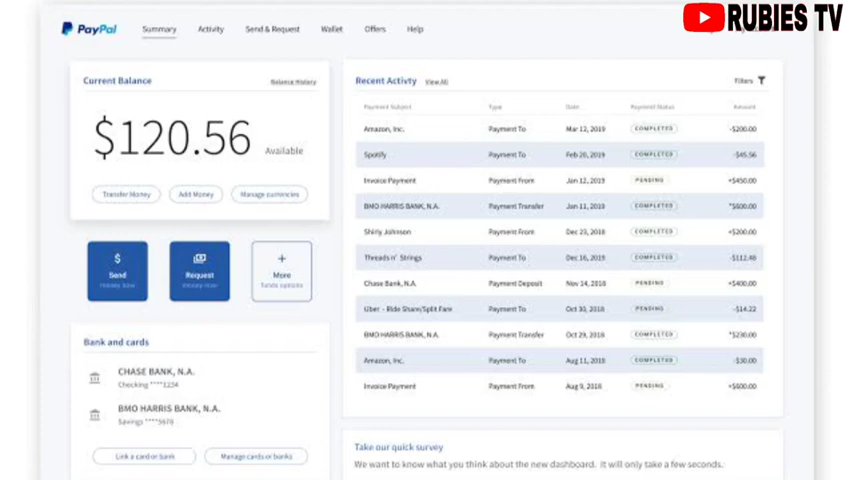 PayPal Summary Activity Send & Request Wallet Offers Help
RUBIES TV
Current Balance Balance History
$120.56 Available
Transfer Money Add Money Manage currencies
$ Send
Request
+ More
Funds options
Bank and cards
CHASE BANK, N.A.
Checking ****1234
BMO HARRIS BANK, N.A.
Savings ****5678
Link a card or bank Manage cards or banks
Recent Activty View All Filters
Payment Subject Type Date Payment Status Amount
Amazon, Inc. Payment To Mar 12, 2019 COMPLETED -$200.00
Spotify Payment To Feb 20, 2019 COMPLETED -$45.56
Invoice Payment Payment From Jan 12, 2019 PENDING +$450.00
BMO HARRIS BANK, N.A. Payment Transfer Jan 11, 2019 COMPLETED *$600.00
Shirly Johnson Payment From Dec 23, 2018 COMPLETED +$200.00
Threads n' Strings Payment To Dec 16, 2019 COMPLETED -$112.48
Chase Bank, N.A. Payment Deposit Nov 14, 2018 PENDING +$400.00
Uber - Ride Share/Split Fare Payment To Oct 30, 2018 PENDING -$14.22
BMO HARRIS BANK, N.A. Payment Transfer Oct 29, 2018 COMPLETED *$230.00
Amazon, Inc. Payment To Aug 11, 2018 COMPLETED -$30.00
Invoice Payment Payment From Aug 9, 2018 PENDING +$600.00
Take our quick survey
We want to know what you think about the new dashboard. It will only take a few seconds.